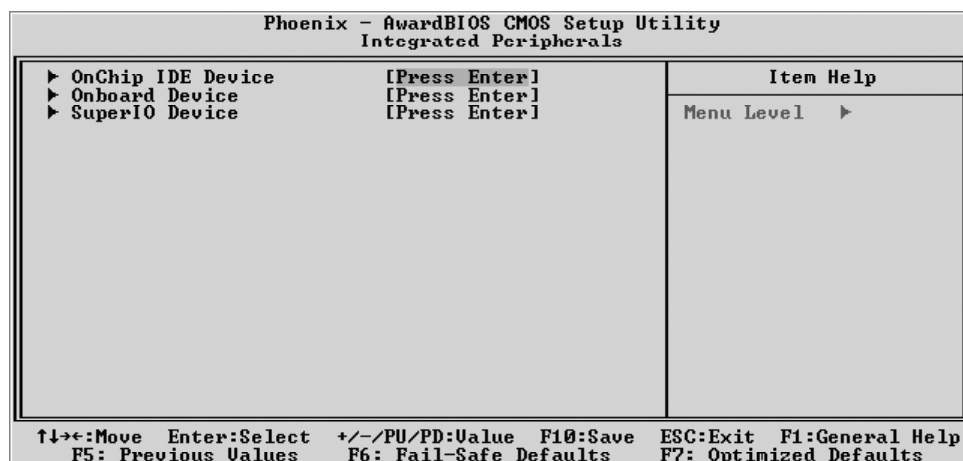 Phoenix - AwardBIOS CMOS Setup Utility
Integrated Peripherals
▶ OnChip IDE Device [Press Enter]
▶ Onboard Device [Press Enter]
▶ SuperIO Device [Press Enter]
Item Help
Menu Level ▶
↑↓→←:Move Enter:Select +/-/PU/PD:Value F10:Save ESC:Exit F1:General Help
F5: Previous Values F6: Fail-Safe Defaults F7: Optimized Defaults